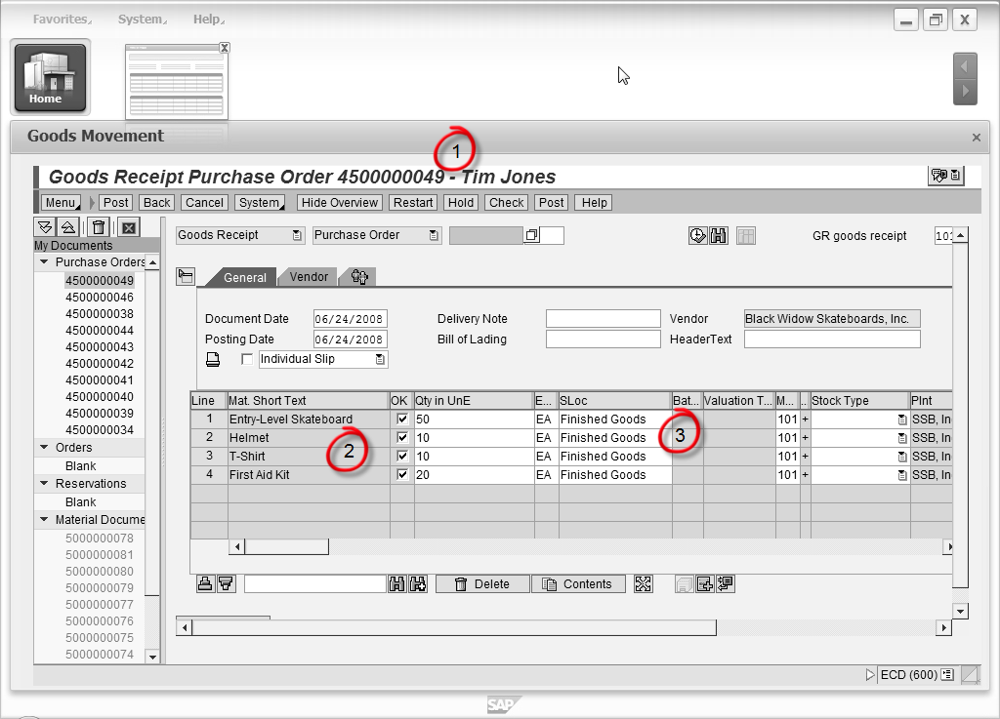 Favorites System Help
Home
Goods Movement
1
Goods Receipt Purchase Order 4500000049 - Tim Jones
Menu Post Back Cancel System Hide Overview Restart Hold Check Post Help
My Documents
Purchase Orders
4500000049
4500000046
4500000038
4500000044
4500000043
4500000042
4500000041
4500000040
4500000039
4500000034
Orders
Blank
Reservations
Blank
Material Docume
5000000078
5000000081
5000000080
5000000079
5000000077
5000000076
5000000075
5000000074
Goods Receipt Purchase Order GR goods receipt 101
General Vendor
Document Date 06/24/2008 Delivery Note Vendor Black Widow Skateboards, Inc.
Posting Date 06/24/2008 Bill of Lading HeaderText
Individual Slip
Line Mat. Short Text OK Qty in UnE E... SLoc Bat... Valuation T... M... .. Stock Type Plnt
1 Entry-Level Skateboard 50 EA Finished Goods 101 + SSB, In
2 Helmet 10 EA Finished Goods 101 + SSB, In
3 T-Shirt 10 EA Finished Goods 101 + SSB, In
4 First Aid Kit 20 EA Finished Goods 101 + SSB, In
2
3
Delete Contents
ECD (600)
SAP